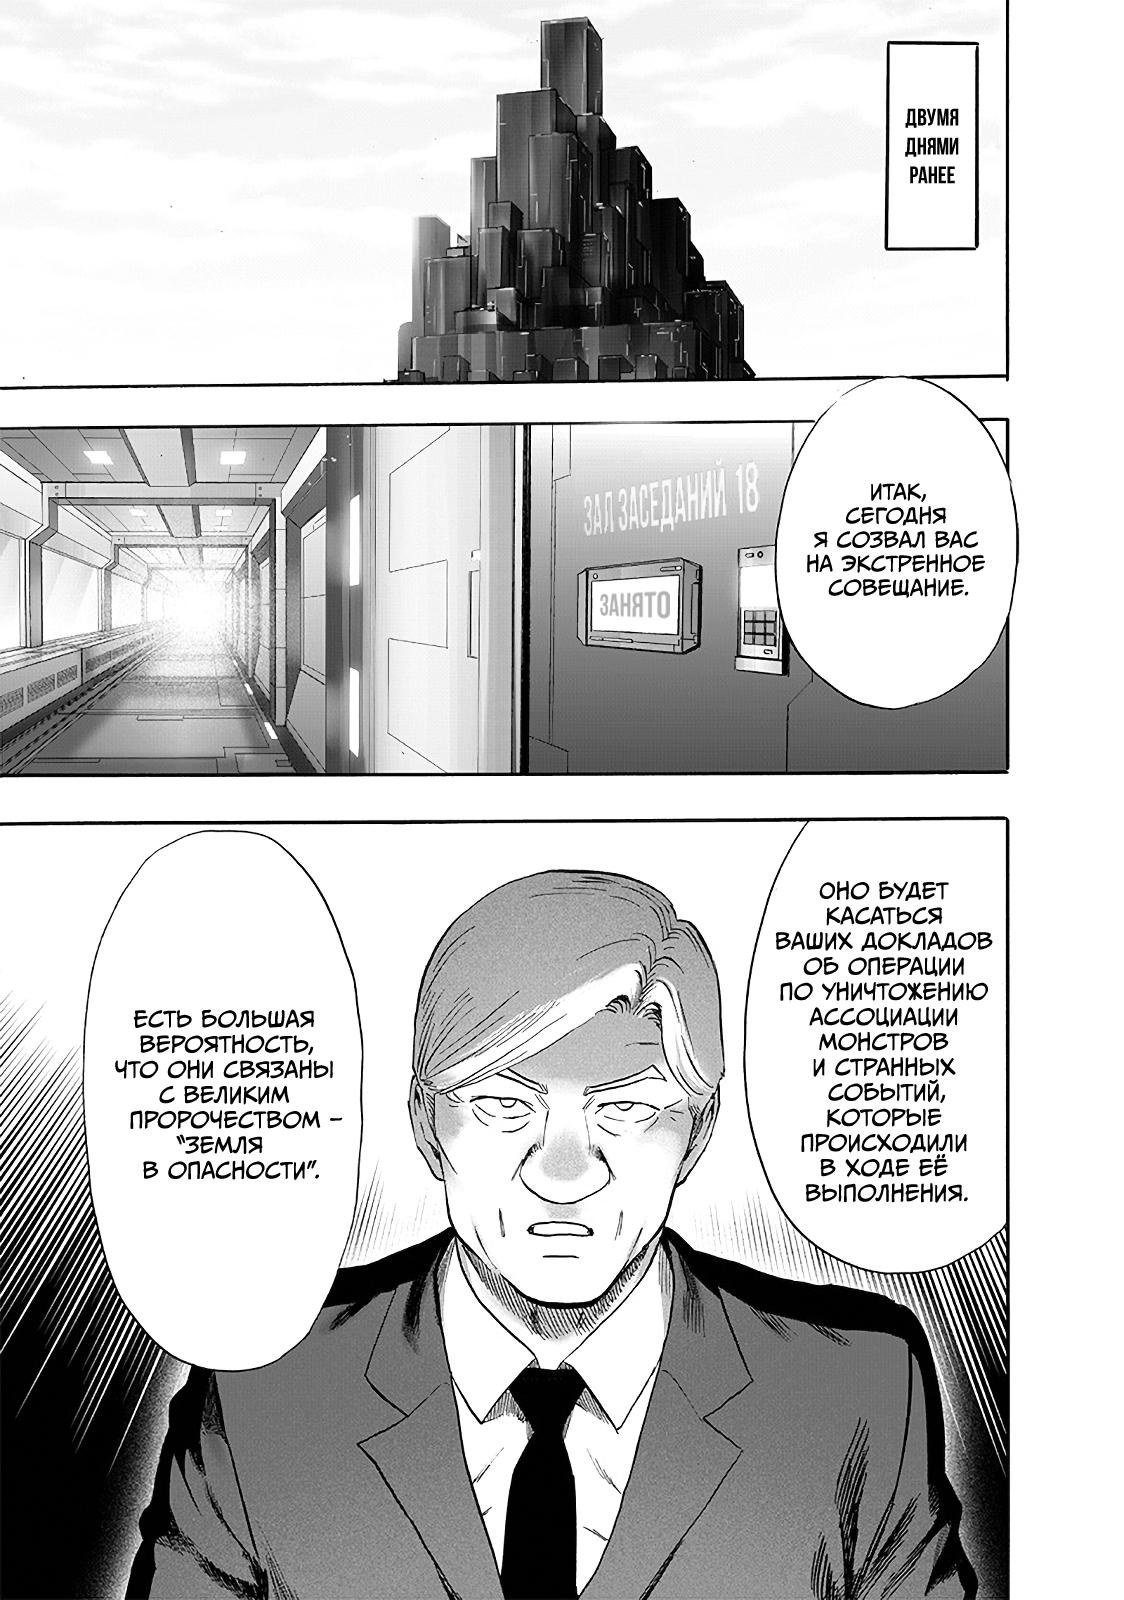 ДВУМЯ
ДНЯМИ
РАНЕЕ
ИТАК,
СЕГОДНЯ
Я СОЗВАЛ ВАС
НА ЭКСТРЕННОЕ
СОВЕЩАНИЕ.
ЗАЛ ЗАСЕДАНИЙ 18
ЗАНЯТО
ОНО БУДЕТ
КАСАТЬСЯ
ВАШИХ ДОКЛАДОВ
ОБ ОПЕРАЦИИ
ПО УНИЧТОЖЕНИЮ
АССОЦИАЦИИ
МОНСТРОВ
И СТРАННЫХ
СОБЫТИЙ,
КОТОРЫЕ
ПРОИСХОДИЛИ
В ХОДЕ ЕЁ
ВЫПОЛНЕНИЯ.
ЕСТЬ БОЛЬШАЯ
ВЕРОЯТНОСТЬ,
ЧТО ОНИ СВЯЗАНЫ
С ВЕЛИКИМ
ПРОРОЧЕСТВОМ –
"ЗЕМЛЯ
В ОПАСНОСТИ".